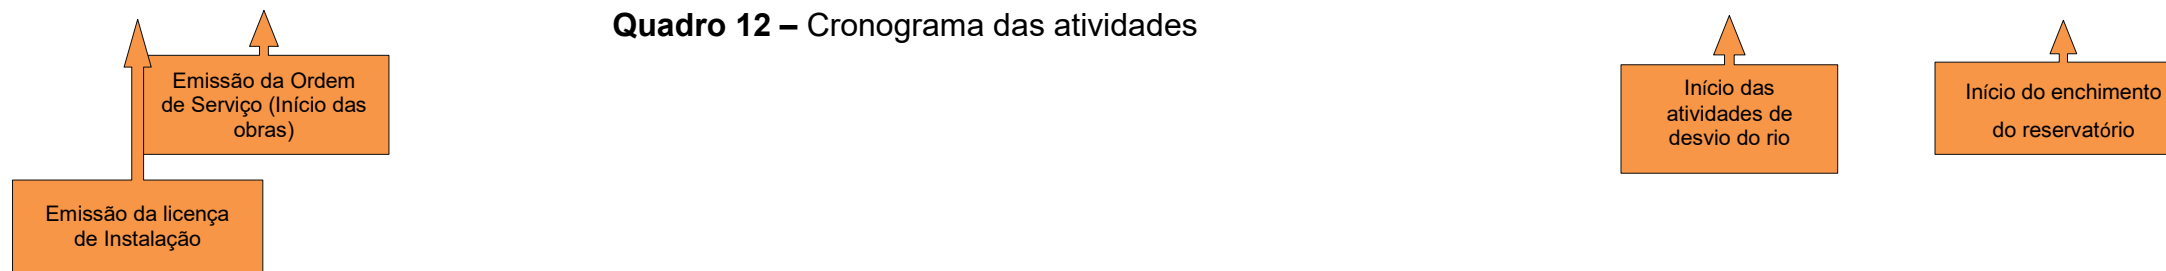 Quadro 12 – Cronograma das atividades
Emissão da Ordem
de Serviço (Início das
obras)
Emissão da licença
de Instalação
Início das
atividades de
desvio do rio
Início do enchimento
do reservatório